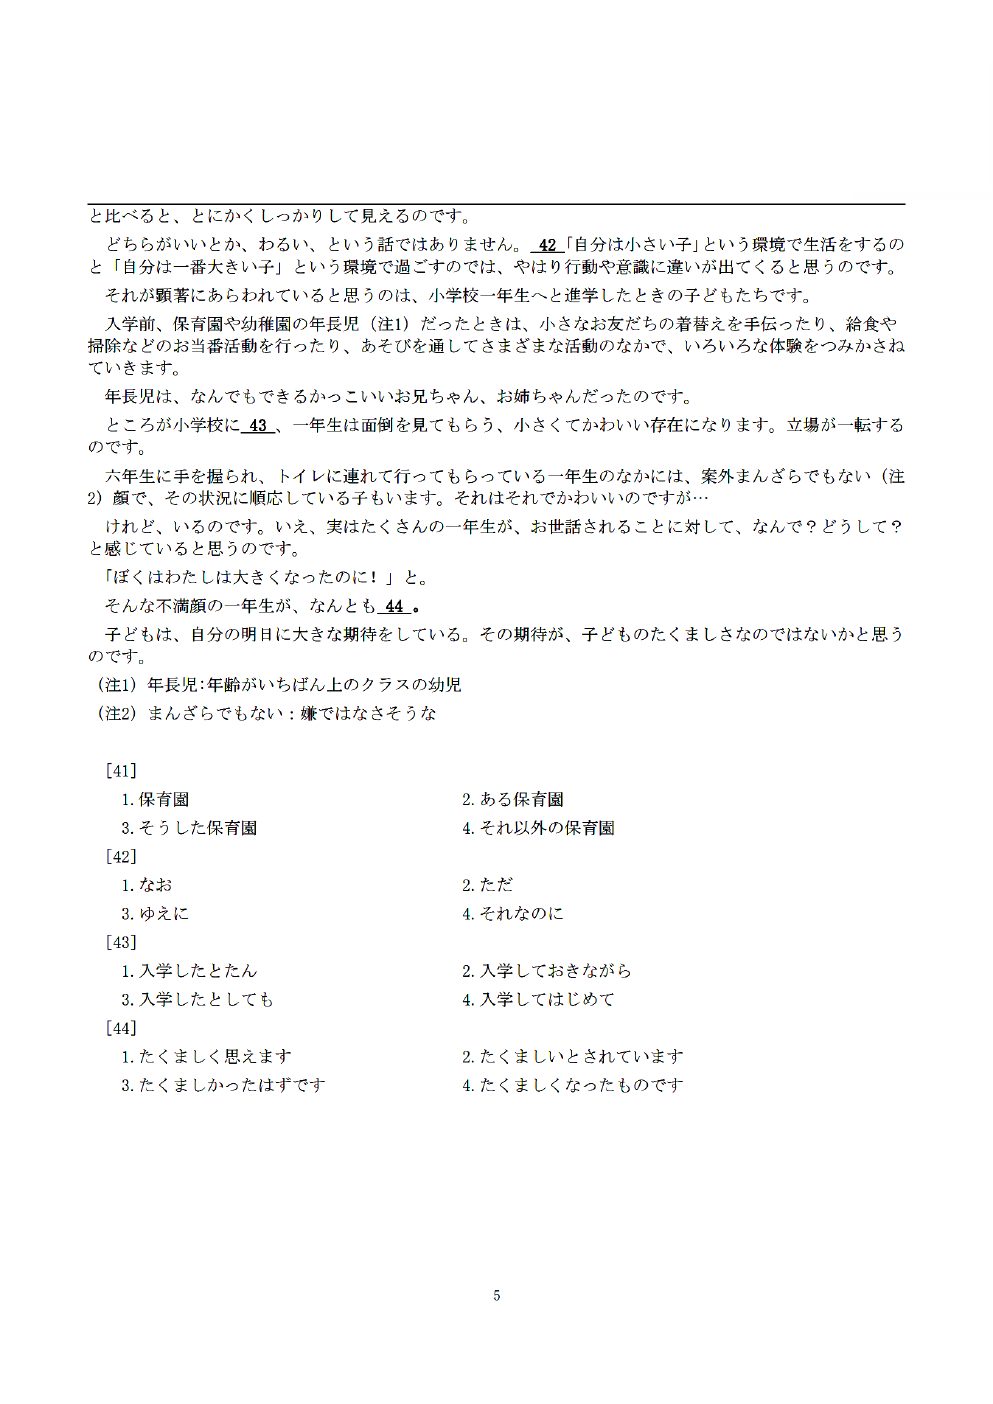 と比べると、とにかくしっかりして見えるのです。
どちらがいいとか、わるい、という話ではありません。 42 「自分は小さい子」という環境で生活をするの
と「自分は一番大きい子」という環境で過ごすのでは、やはり行動や意識に違いが出てくると思うのです。
それが顕著にあらわれていると思うのは、小学校一年生へと進学したときの子どもたちです。
入学前、保育園や幼稚園の年長児（注1）だったときは、小さなお友だちの着替えを手伝ったり、給食や
掃除などのお当番活動を行ったり、あそびを通してさまざまな活動のなかで、いろいろな体験をつみかさね
ていきます。
年長児は、なんでもできるかっこいいお兄ちゃん、お姉ちゃんだったのです。
ところが小学校に 43 、一年生は面倒を見てもらう、小さくてかわいい存在になります。立場が一転する
のです。
六年生に手を握られ、トイレに連れて行ってもらっている一年生のなかには、案外まんざらでもない（注
2）顔で、その状況に順応している子もいます。それはそれでかわいいのですが…
けれど、いるのです。いえ、実はたくさんの一年生が、お世話されることに対して、なんで？どうして？
と感じていると思うのです。
「ぼくはわたしは大きくなったのに！」と。
そんな不満顔の一年生が、なんとも 44 。
子どもは、自分の明日に大きな期待をしている。その期待が、子どものたくましさなのではないかと思う
のです。
（注1）年長児：年齢がいちばん上のクラスの幼児
（注2）まんざらでもない：嫌ではなさそうな
[41]
1. 保育園 2. ある保育園
3. そうした保育園 4. それ以外の保育園
[42]
1. なお 2. ただ
3. ゆえに 4. それなのに
[43]
1. 入学したとたん 2. 入学しておきながら
3. 入学したとしても 4. 入学してはじめて
[44]
1. たくましく思えます 2. たくましいとされています
3. たくましかったはずです 4. たくましくなったものです
5